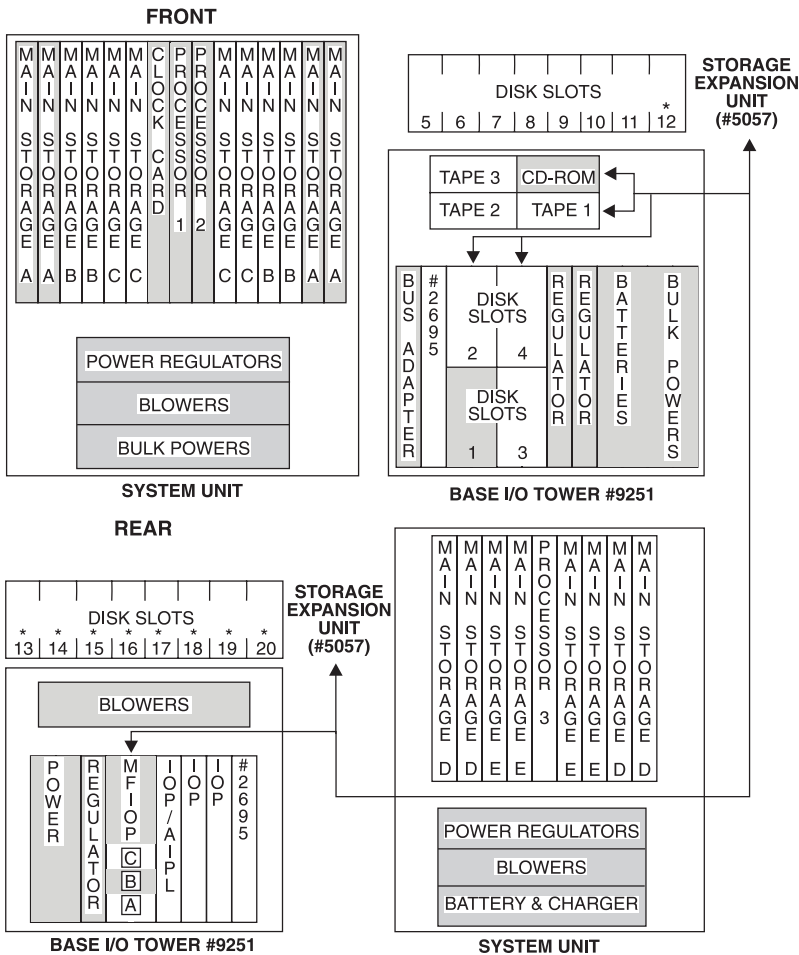 FRONT
MAIN STORAGE A
MAIN STORAGE A
MAIN STORAGE B
MAIN STORAGE B
MAIN STORAGE C
MAIN STORAGE C
CLOCK CARD
PROCESSOR 1
PROCESSOR 2
MAIN STORAGE C
MAIN STORAGE B
MAIN STORAGE B
MAIN STORAGE A
MAIN STORAGE A
POWER REGULATORS
BLOWERS
BULK POWERS
SYSTEM UNIT
DISK SLOTS
*
5 6 7 8 9 10 11 12
STORAGE
EXPANSION
UNIT
(#5057)
TAPE 3 CD-ROM
TAPE 2 TAPE 1
BUS ADAPTER
#2695
DISK
SLOTS
2 4
DISK
SLOTS
1 3
REGULATOR
REGULATOR
BATTERIES
BULK POWERS
BASE I/O TOWER #9251
REAR
DISK SLOTS
* * * * * * * *
13 14 15 16 17 18 19 20
STORAGE
EXPANSION
UNIT
(#5057)
BLOWERS
POWER
REGULATOR
MFIOP
C
B
A
IOP/AIPL
IOP
IOP
#2695
BASE I/O TOWER #9251
MAIN STORAGE D
MAIN STORAGE D
MAIN STORAGE E
MAIN STORAGE E
PROCESSOR 3
MAIN STORAGE E
MAIN STORAGE E
MAIN STORAGE D
MAIN STORAGE D
POWER REGULATORS
BLOWERS
BATTERY & CHARGER
SYSTEM UNIT